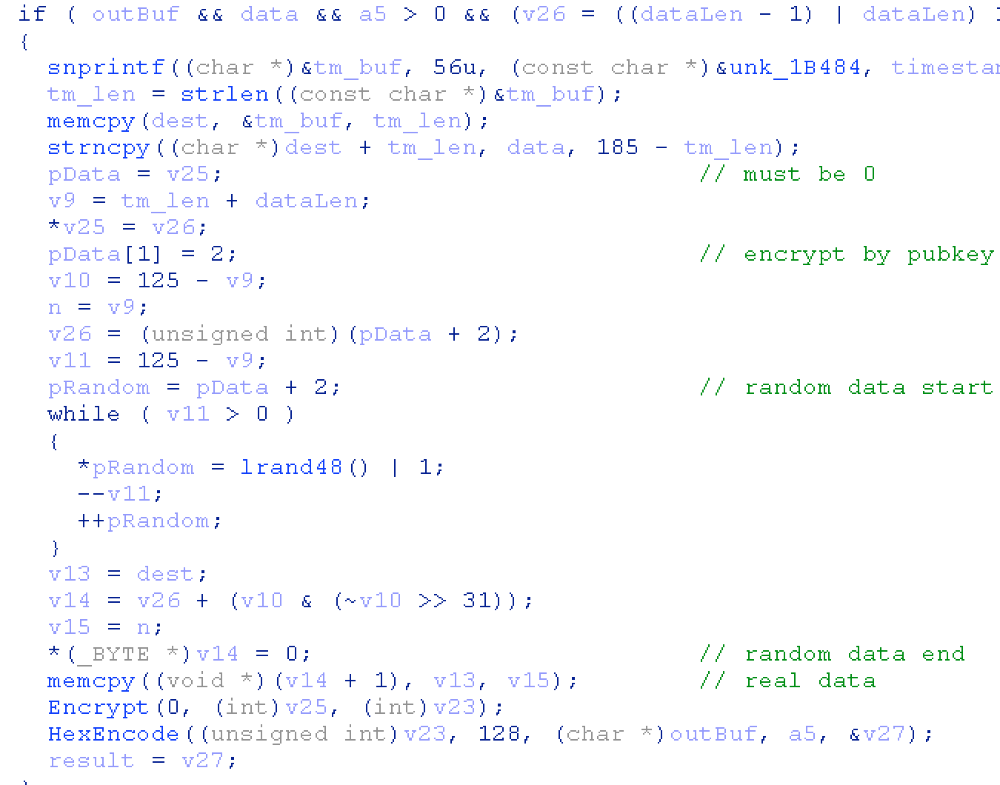 if ( outBuf && data && a5 > 0 && (v26 = ((dataLen - 1) | dataLen)
{
snprintf((char *)&tm_buf, 56u, (const char *)&unk_1B484, timestam
tm_len = strlen((const char *)&tm_buf);
memcpy(dest, &tm_buf, tm_len);
strncpy((char *)dest + tm_len, data, 185 - tm_len);
pData = v25; // must be 0
v9 = tm_len + dataLen;
*v25 = v26;
pData[1] = 2; // encrypt by pubkey
v10 = 125 - v9;
n = v9;
v26 = (unsigned int)(pData + 2);
v11 = 125 - v9;
pRandom = pData + 2; // random data start
while ( v11 > 0 )
{
*pRandom = lrand48() | 1;
--v11;
++pRandom;
}
v13 = dest;
v14 = v26 + (v10 & (~v10 >> 31));
v15 = n;
*(_BYTE *)v14 = 0; // random data end
memcpy((void *)(v14 + 1), v13, v15); // real data
Encrypt(0, (int)v25, (int)v23);
HexEncode((unsigned int)v23, 128, (char *)outBuf, a5, &v27);
result = v27;